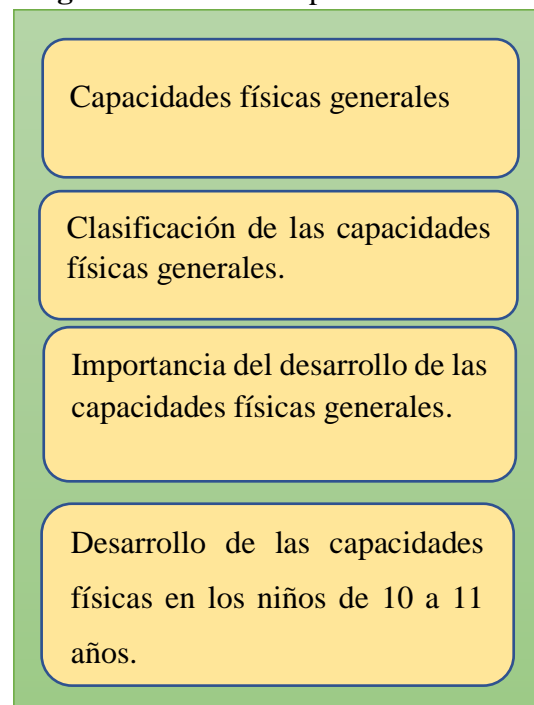 Capacidades físicas generales
Clasificación de las capacidades
físicas generales.
Importancia del desarrollo de las
capacidades físicas generales.
Desarrollo de las capacidades
físicas en los niños de 10 a 11
años.